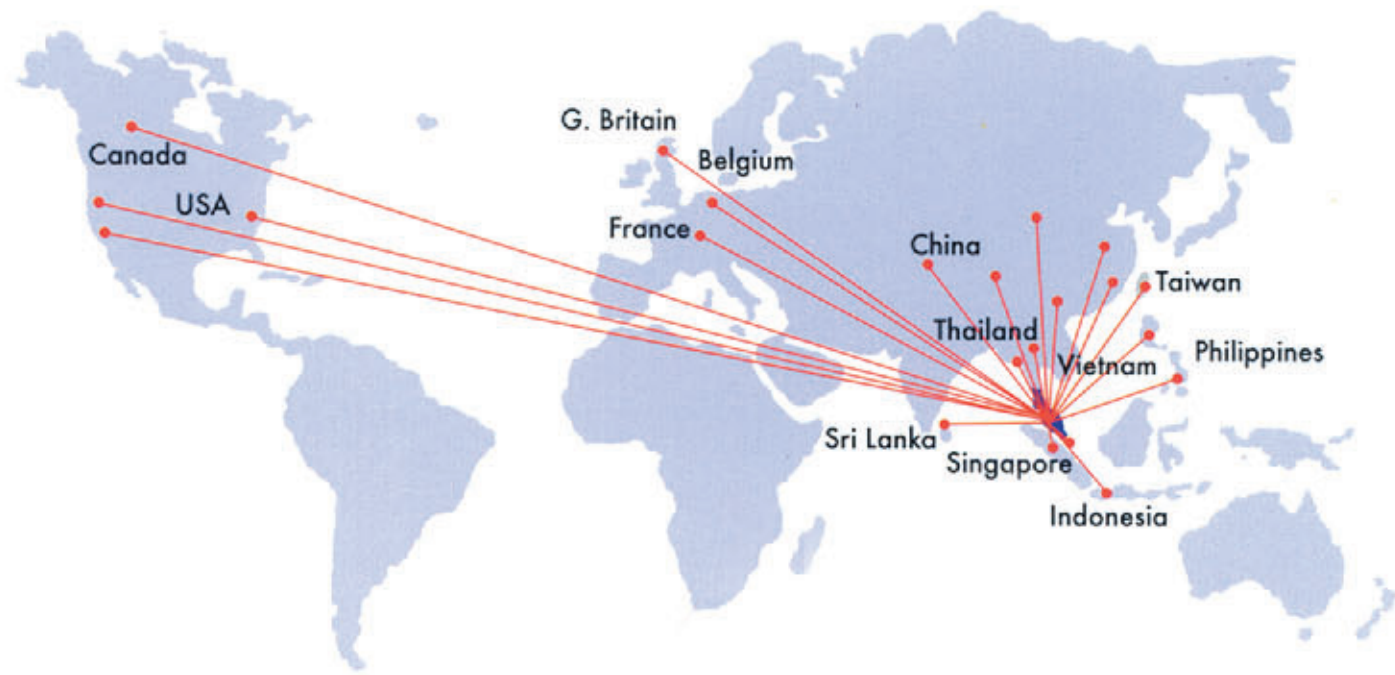 G. Britain
Belgium
Canada
USA
France
China
Taiwan
Thailand
Vietnam
Philippines
Sri Lanka
Singapore
Indonesia